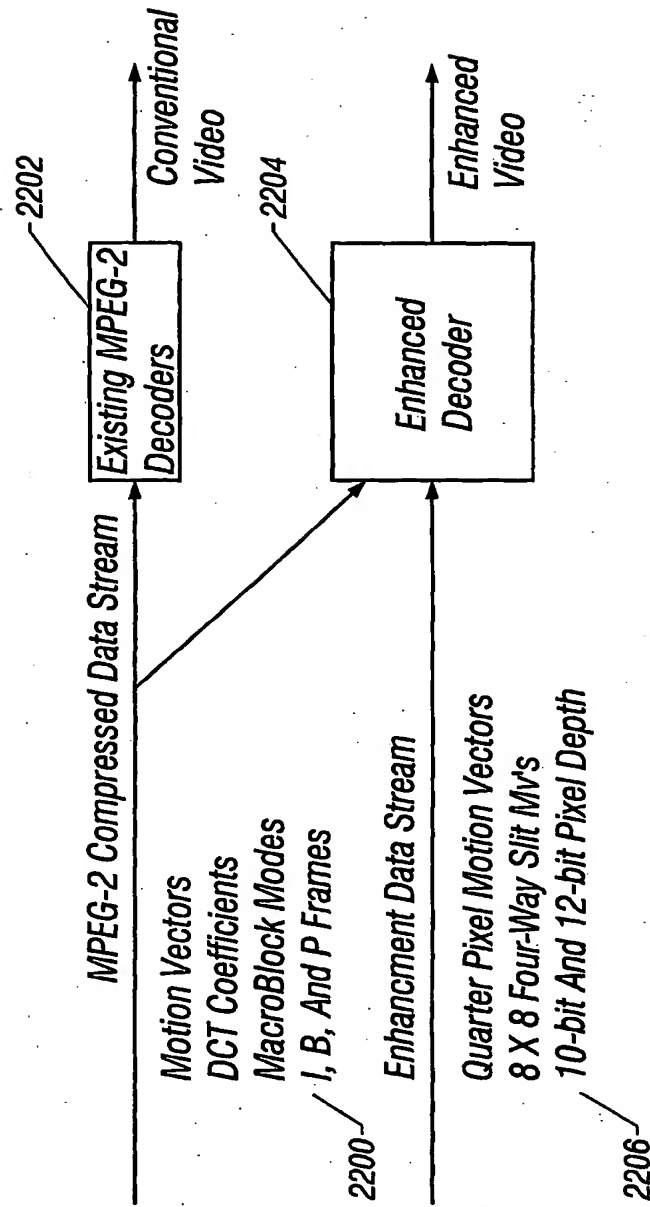 MPEG-2 Compressed Data Stream
Motion Vectors
DCT Coefficients
MacroBlock Modes
I, B, And P Frames
2200
Existing MPEG-2
Decoders
2202
Conventional
Video
Enhancment Data Stream
Quarter Pixel Motion Vectors
8 X 8 Four-Way Slit Mv's
10-bit And 12-bit Pixel Depth
2206
Enhanced
Decoder
2204
Enhanced
Video